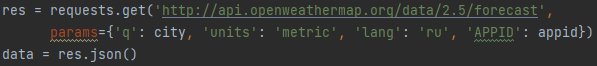 res = requests.get('http://api.openweathermap.org/data/2.5/forecast',
params={'q': city, 'units': 'metric', 'lang': 'ru', 'APPID': appid})
data = res.json()